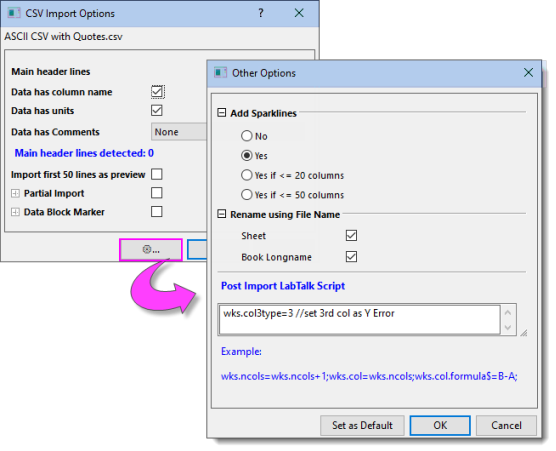 CSV Import Options
?
ASCII CSV with Quotes.csv
Main header lines
Data has column name
Data has units
Data has Comments None
Main header lines detected: 0
Import first 50 lines as preview
Partial Import
Data Block Marker
...
Other Options
Add Sparklines
No
Yes
Yes if <= 20 columns
Yes if <= 50 columns
Rename using File Name
Sheet
Book Longname
Post Import LabTalk Script
wks.col3type=3 //set 3rd col as Y Error
Example:
wks.ncols=wks.ncols+1;wks.col=wks.ncols;wks.col.formula$=B-A;
Set as Default OK Cancel